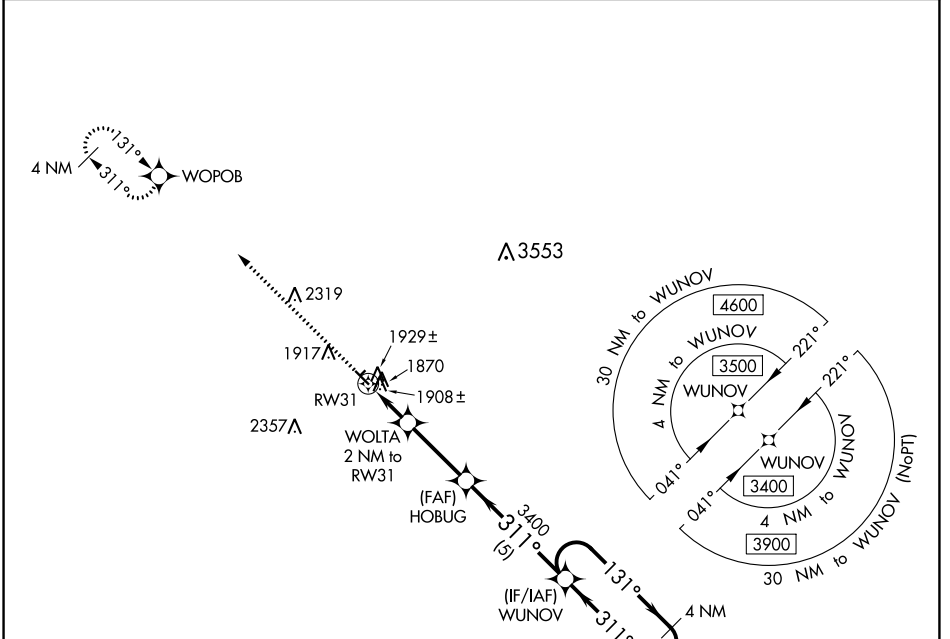 131°
4 NM
311°
WOPOB
3553
2319
1929 ±
1917
1870
RW31
1908 ±
2357
WOLTA
2 NM to
RW31
(FAF)
HOBUG
3400
311°
(5)
(IF/IAF)
WUNOV
131°
4 NM
311°
30 NM to WUNOV
4600
4 NM to WUNOV
3500
221°
WUNOV
041°
221°
WUNOV
041°
3400
4 NM to WUNOV
3900
30 NM to WUNOV (NoPT)